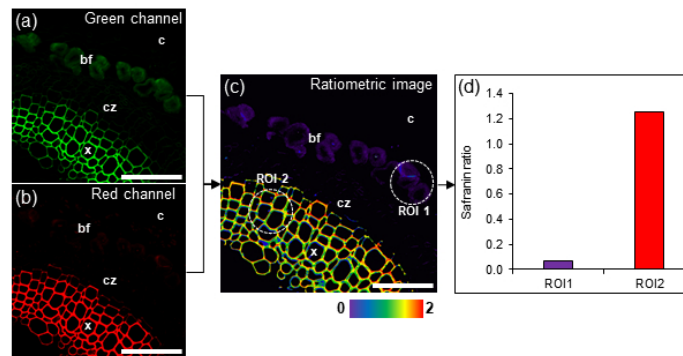 (a)
Green channel
c
bf
cz
x
(b)
Red channel
c
bf
cz
x
(c)
Ratiometric image
c
bf
ROI 2
cz
ROI 1
x
0
2
(d)
Safranin ratio
1.4
1.2
1.0
0.8
0.6
0.4
0.2
0.0
ROI1
ROI2